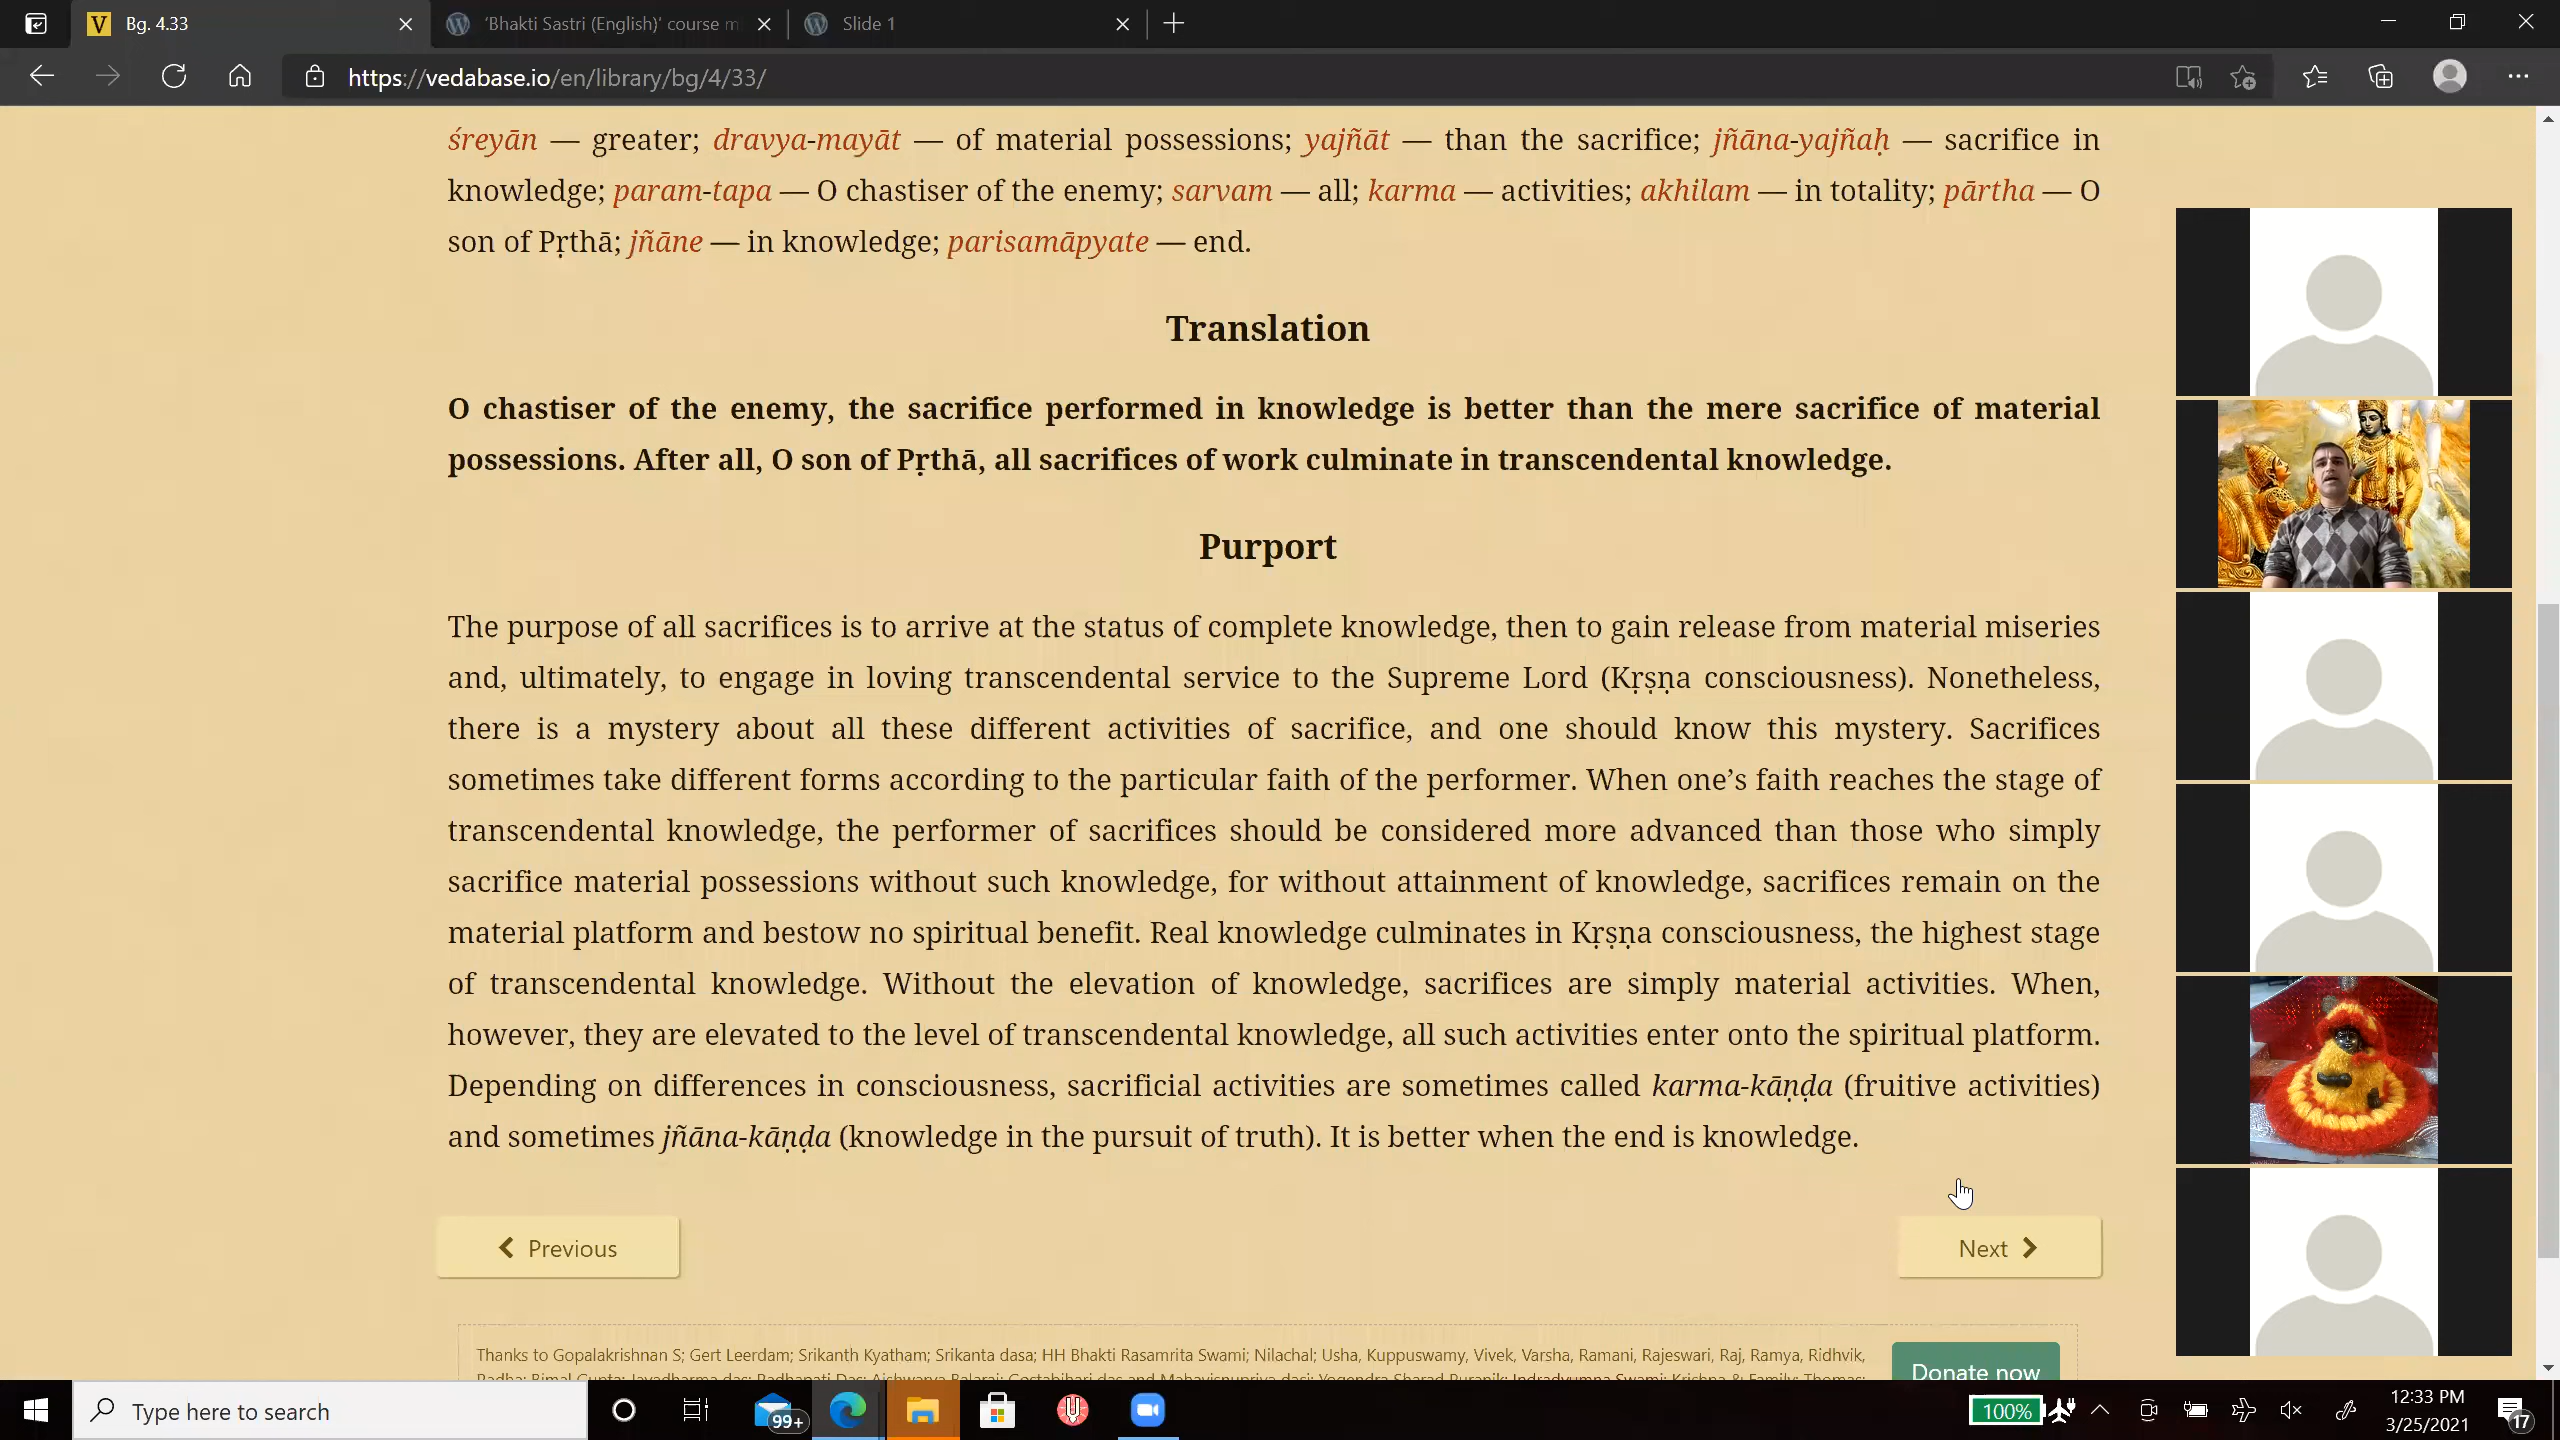 Bg. 4.33
'Bhakti Sastri (English)' course m
Slide 1
https://vedabase.io/en/library/bg/4/33/
śreyān — greater; dravya-mayāt — of material possessions; yajñāt — than the sacrifice; jñāna-yajñaḥ — sacrifice in
knowledge; param-tapa — O chastiser of the enemy; sarvam — all; karma — activities; akhilam — in totality; pārtha — O
son of Pṛthā; jñāne — in knowledge; parisamāpyate — end.
Translation
O chastiser of the enemy, the sacrifice performed in knowledge is better than the mere sacrifice of material
possessions. After all, O son of Pṛthā, all sacrifices of work culminate in transcendental knowledge.
Purport
The purpose of all sacrifices is to arrive at the status of complete knowledge, then to gain release from material miseries
and, ultimately, to engage in loving transcendental service to the Supreme Lord (Kṛṣṇa consciousness). Nonetheless,
there is a mystery about all these different activities of sacrifice, and one should know this mystery. Sacrifices
sometimes take different forms according to the particular faith of the performer. When one’s faith reaches the stage of
transcendental knowledge, the performer of sacrifices should be considered more advanced than those who simply
sacrifice material possessions without such knowledge, for without attainment of knowledge, sacrifices remain on the
material platform and bestow no spiritual benefit. Real knowledge culminates in Kṛṣṇa consciousness, the highest stage
of transcendental knowledge. Without the elevation of knowledge, sacrifices are simply material activities. When,
however, they are elevated to the level of transcendental knowledge, all such activities enter onto the spiritual platform.
Depending on differences in consciousness, sacrificial activities are sometimes called karma-kāṇḍa (fruitive activities)
and sometimes jñāna-kāṇḍa (knowledge in the pursuit of truth). It is better when the end is knowledge.
Previous
Next
Thanks to Gopalakrishnan S; Gert Leerdam; Srikanth Kyatham; Srikanta dasa; HH Bhakti Rasamrita Swami; Nilachal; Usha, Kuppuswamy, Vivek, Varsha, Ramani, Rajeswari, Raj, Ramya, Ridhvik,
Donate now
Type here to search
99+
100%
12:33 PM
3/25/2021
17